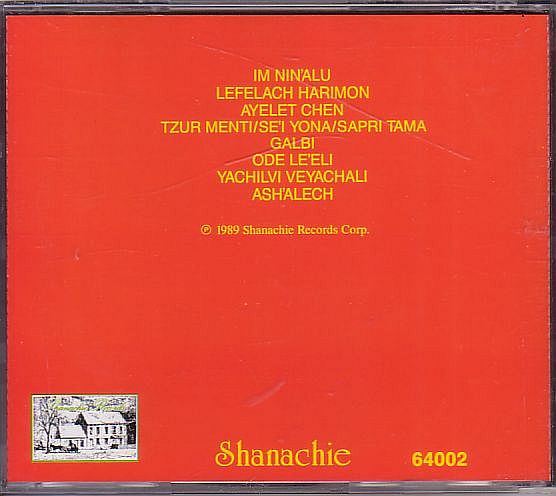 IM NIN'ALU
LEFELACH HARIMON
AYELET CHEN
TZUR MENTI/SE'I YONA/SAPRI TAMA
GALBI
ODE LE'ELI
YACHILVI VEYACHALI
ASH'ALECH
℗ 1989 Shanachie Records Corp.
Shanachie
64002